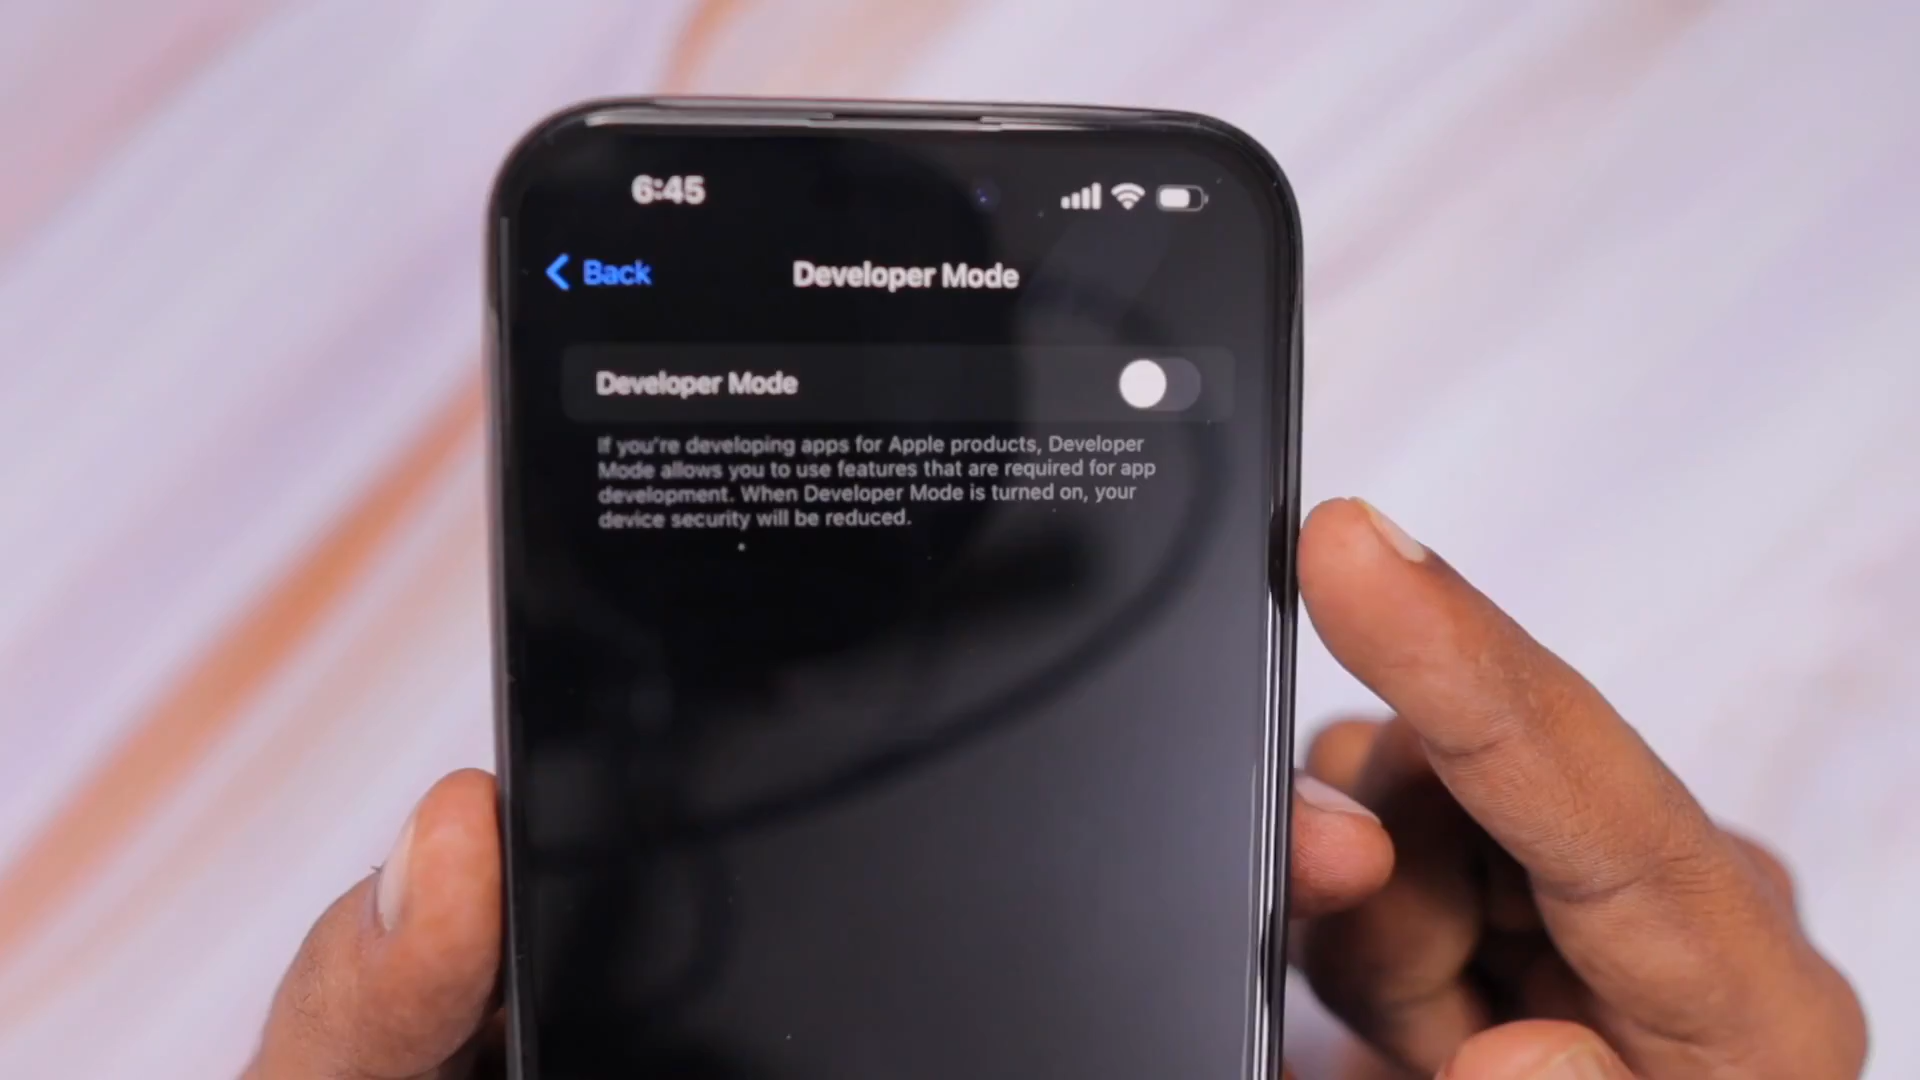 6:45
Back
Developer Mode
Developer Mode
If you're developing apps for Apple products, Developer
Mode allows you to use features that are required for app
development. When Developer Mode is turned on, your
device security will be reduced.